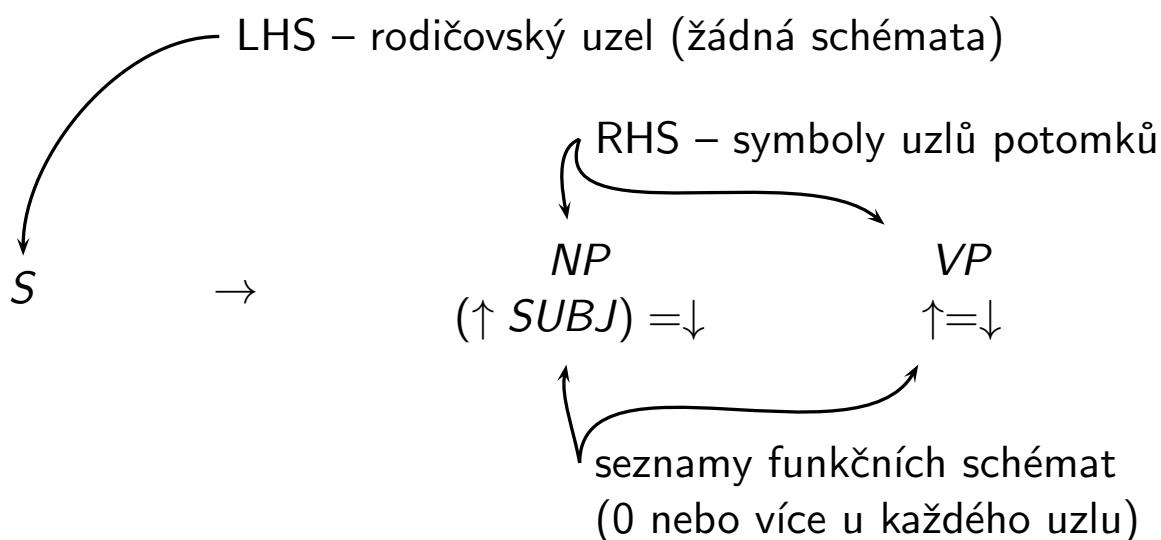 LHS – rodičovský uzel (žádná schémata)
RHS – symboly uzlů potomků
S → NP VP
(↑ SUBJ) =↓ ↑=↓
seznamy funkčních schémat
(0 nebo více u každého uzlu)